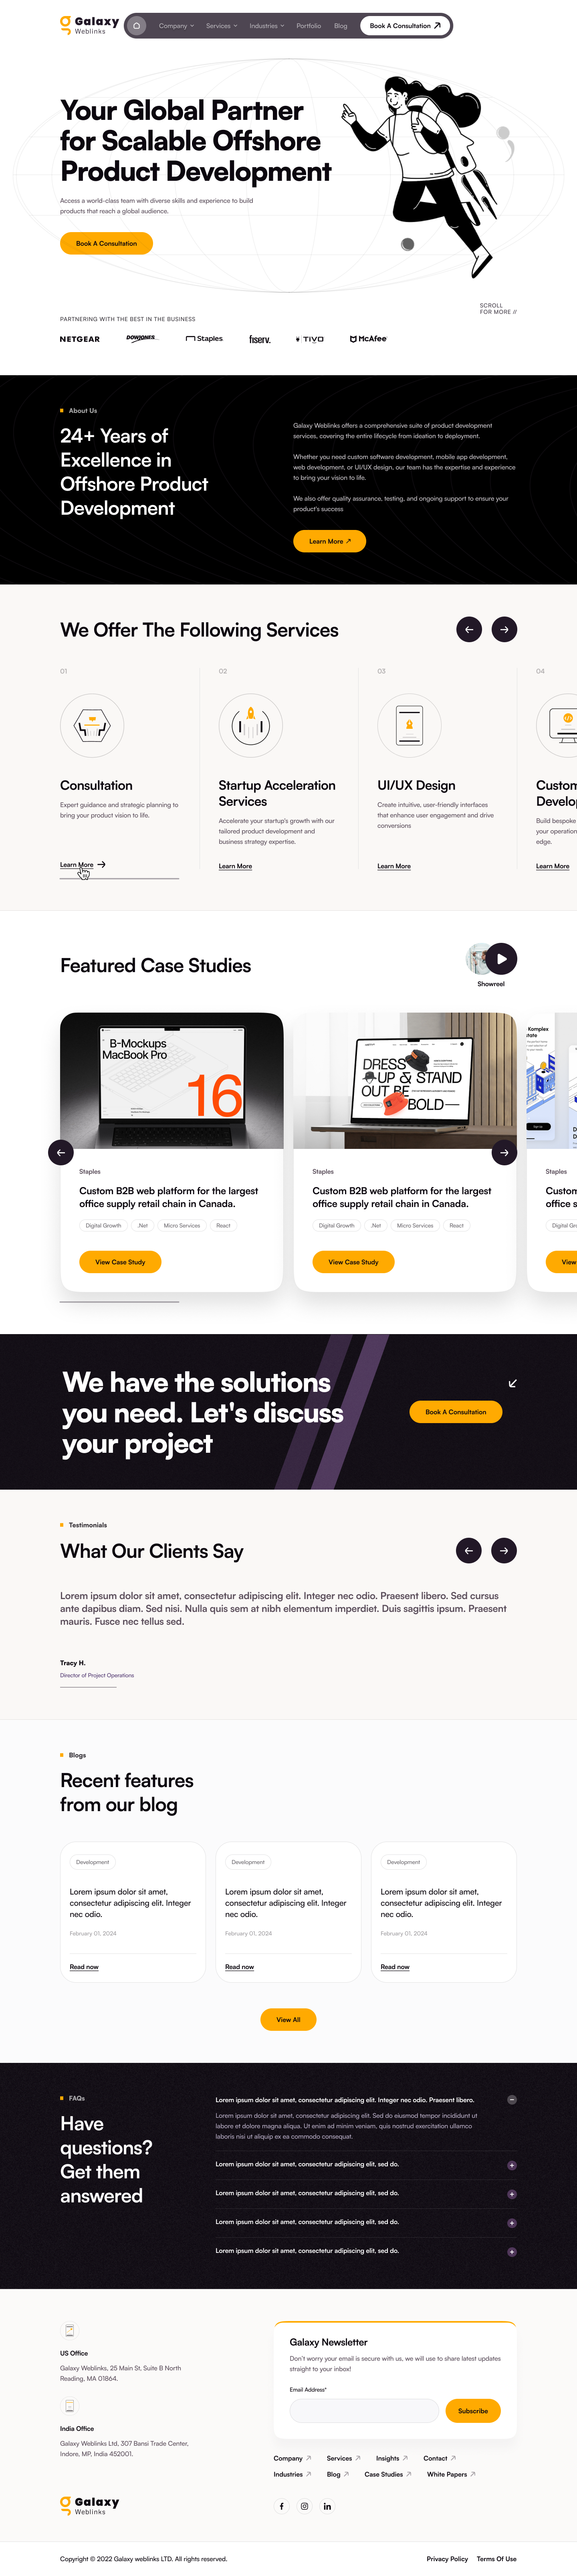 Galaxy
Weblinks
Company
Services
Industries
Portfolio
Blog
Book A Consultation
Your Global Partner
for Scalable Offshore
Product Development
Access a world-class team with diverse skills and experience to build
products that reach a global audience.
Book A Consultation
SCROLL
FOR MORE //
PARTNERING WITH THE BEST IN THE BUSINESS
NETGEAR
DOWJONES
Staples
fiserv.
TiVo
McAfee
About Us
24+ Years of
Excellence in
Offshore Product
Development
Galaxy Weblinks offers a comprehensive suite of product development
services, covering the entire lifecycle from ideation to deployment.
Whether you need custom software development, mobile app development,
web development, or UI/UX design, our team has the expertise and experience
to bring your vision to life.
We also offer quality assurance, testing, and ongoing support to ensure your
product's success
Learn More
We Offer The Following Services
01
Consultation
Expert guidance and strategic planning to
bring your product vision to life.
Learn More
02
Startup Acceleration
Services
Accelerate your startup's growth with our
tailored product development and
business strategy expertise.
Learn More
03
UI/UX Design
Create intuitive, user-friendly interfaces
that enhance user engagement and drive
conversions
Learn More
04
Custom
Develop
Build bespoke
your operation
edge.
Learn More
Featured Case Studies
Showreel
B-Mockups
MacBook Pro
16
Staples
Custom B2B web platform for the largest
office supply retail chain in Canada.
Digital Growth
.Net
Micro Services
React
View Case Study
DRESS
UP & STAND
OUT BE
BOLD
Staples
Custom B2B web platform for the largest
office supply retail chain in Canada.
Digital Growth
.Net
Micro Services
React
View Case Study
Komplex
Staples
Custom
office s
Digital Gr
View
We have the solutions
you need. Let's discuss
your project
Book A Consultation
Testimonials
What Our Clients Say
Lorem ipsum dolor sit amet, consectetur adipiscing elit. Integer nec odio. Praesent libero. Sed cursus
ante dapibus diam. Sed nisi. Nulla quis sem at nibh elementum imperdiet. Duis sagittis ipsum. Praesent
mauris. Fusce nec tellus sed.
Tracy H.
Director of Project Operations
Blogs
Recent features
from our blog
Development
Lorem ipsum dolor sit amet,
consectetur adipiscing elit. Integer
nec odio.
February 01, 2024
Read now
Development
Lorem ipsum dolor sit amet,
consectetur adipiscing elit. Integer
nec odio.
February 01, 2024
Read now
Development
Lorem ipsum dolor sit amet,
consectetur adipiscing elit. Integer
nec odio.
February 01, 2024
Read now
View All
FAQs
Have
questions?
Get them
answered
Lorem ipsum dolor sit amet, consectetur adipiscing elit. Integer nec odio. Praesent libero.
Lorem ipsum dolor sit amet, consectetur adipiscing elit. Sed do eiusmod tempor incididunt ut
labore et dolore magna aliqua. Ut enim ad minim veniam, quis nostrud exercitation ullamco
laboris nisi ut aliquip ex ea commodo consequat.
Lorem ipsum dolor sit amet, consectetur adipiscing elit, sed do.
Lorem ipsum dolor sit amet, consectetur adipiscing elit, sed do.
Lorem ipsum dolor sit amet, consectetur adipiscing elit, sed do.
Lorem ipsum dolor sit amet, consectetur adipiscing elit, sed do.
US Office
Galaxy Weblinks, 25 Main St, Suite B North
Reading, MA 01864.
India Office
Galaxy Weblinks Ltd, 307 Bansi Trade Center,
Indore, MP, India 452001.
Galaxy
Weblinks
Galaxy Newsletter
Don't worry your email is secure with us, we will use to share latest updates
straight to your inbox!
Email Address*
Subscribe
Company
Services
Insights
Contact
Industries
Blog
Case Studies
White Papers
Copyright © 2022 Galaxy weblinks LTD. All rights reserved.
Privacy Policy
Terms Of Use